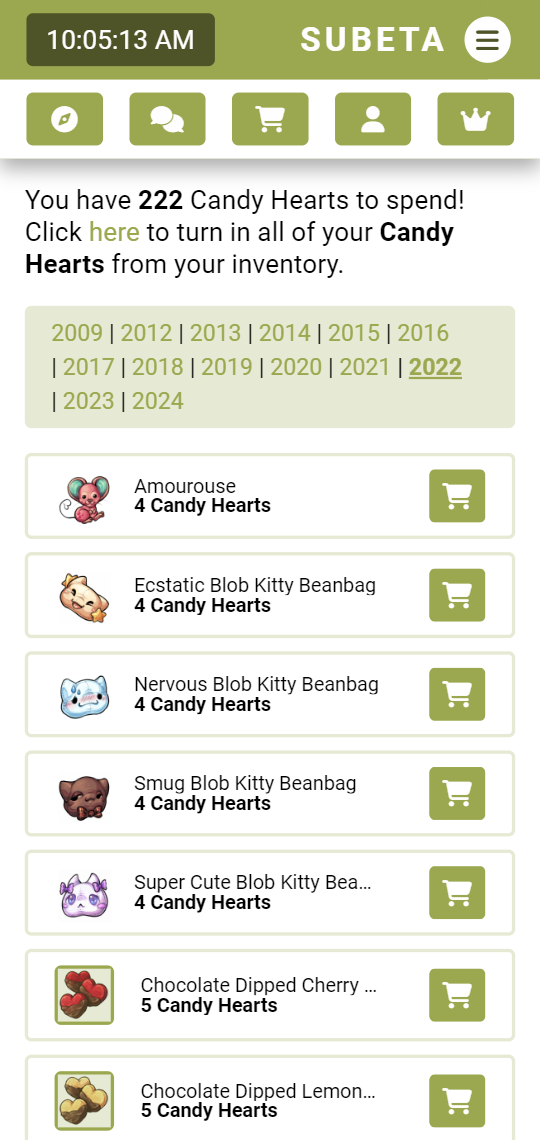 10:05:13 AM
SUBETA
You have 222 Candy Hearts to spend!
Click here to turn in all of your Candy
Hearts from your inventory.
2009 | 2012 | 2013 | 2014 | 2015 | 2016
| 2017 | 2018 | 2019 | 2020 | 2021 | 2022
| 2023 | 2024
Amourouse
4 Candy Hearts
Ecstatic Blob Kitty Beanbag
4 Candy Hearts
Nervous Blob Kitty Beanbag
4 Candy Hearts
Smug Blob Kitty Beanbag
4 Candy Hearts
Super Cute Blob Kitty Bea...
4 Candy Hearts
Chocolate Dipped Cherry ...
5 Candy Hearts
Chocolate Dipped Lemon...
5 Candy Hearts